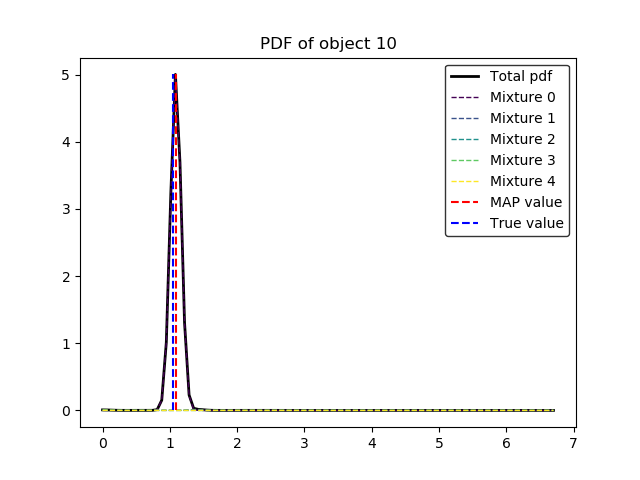 PDF of object 10
5
4
3
2
1
0
0 1 2 3 4 5 6 7
Total pdf
Mixture 0
Mixture 1
Mixture 2
Mixture 3
Mixture 4
MAP value
True value